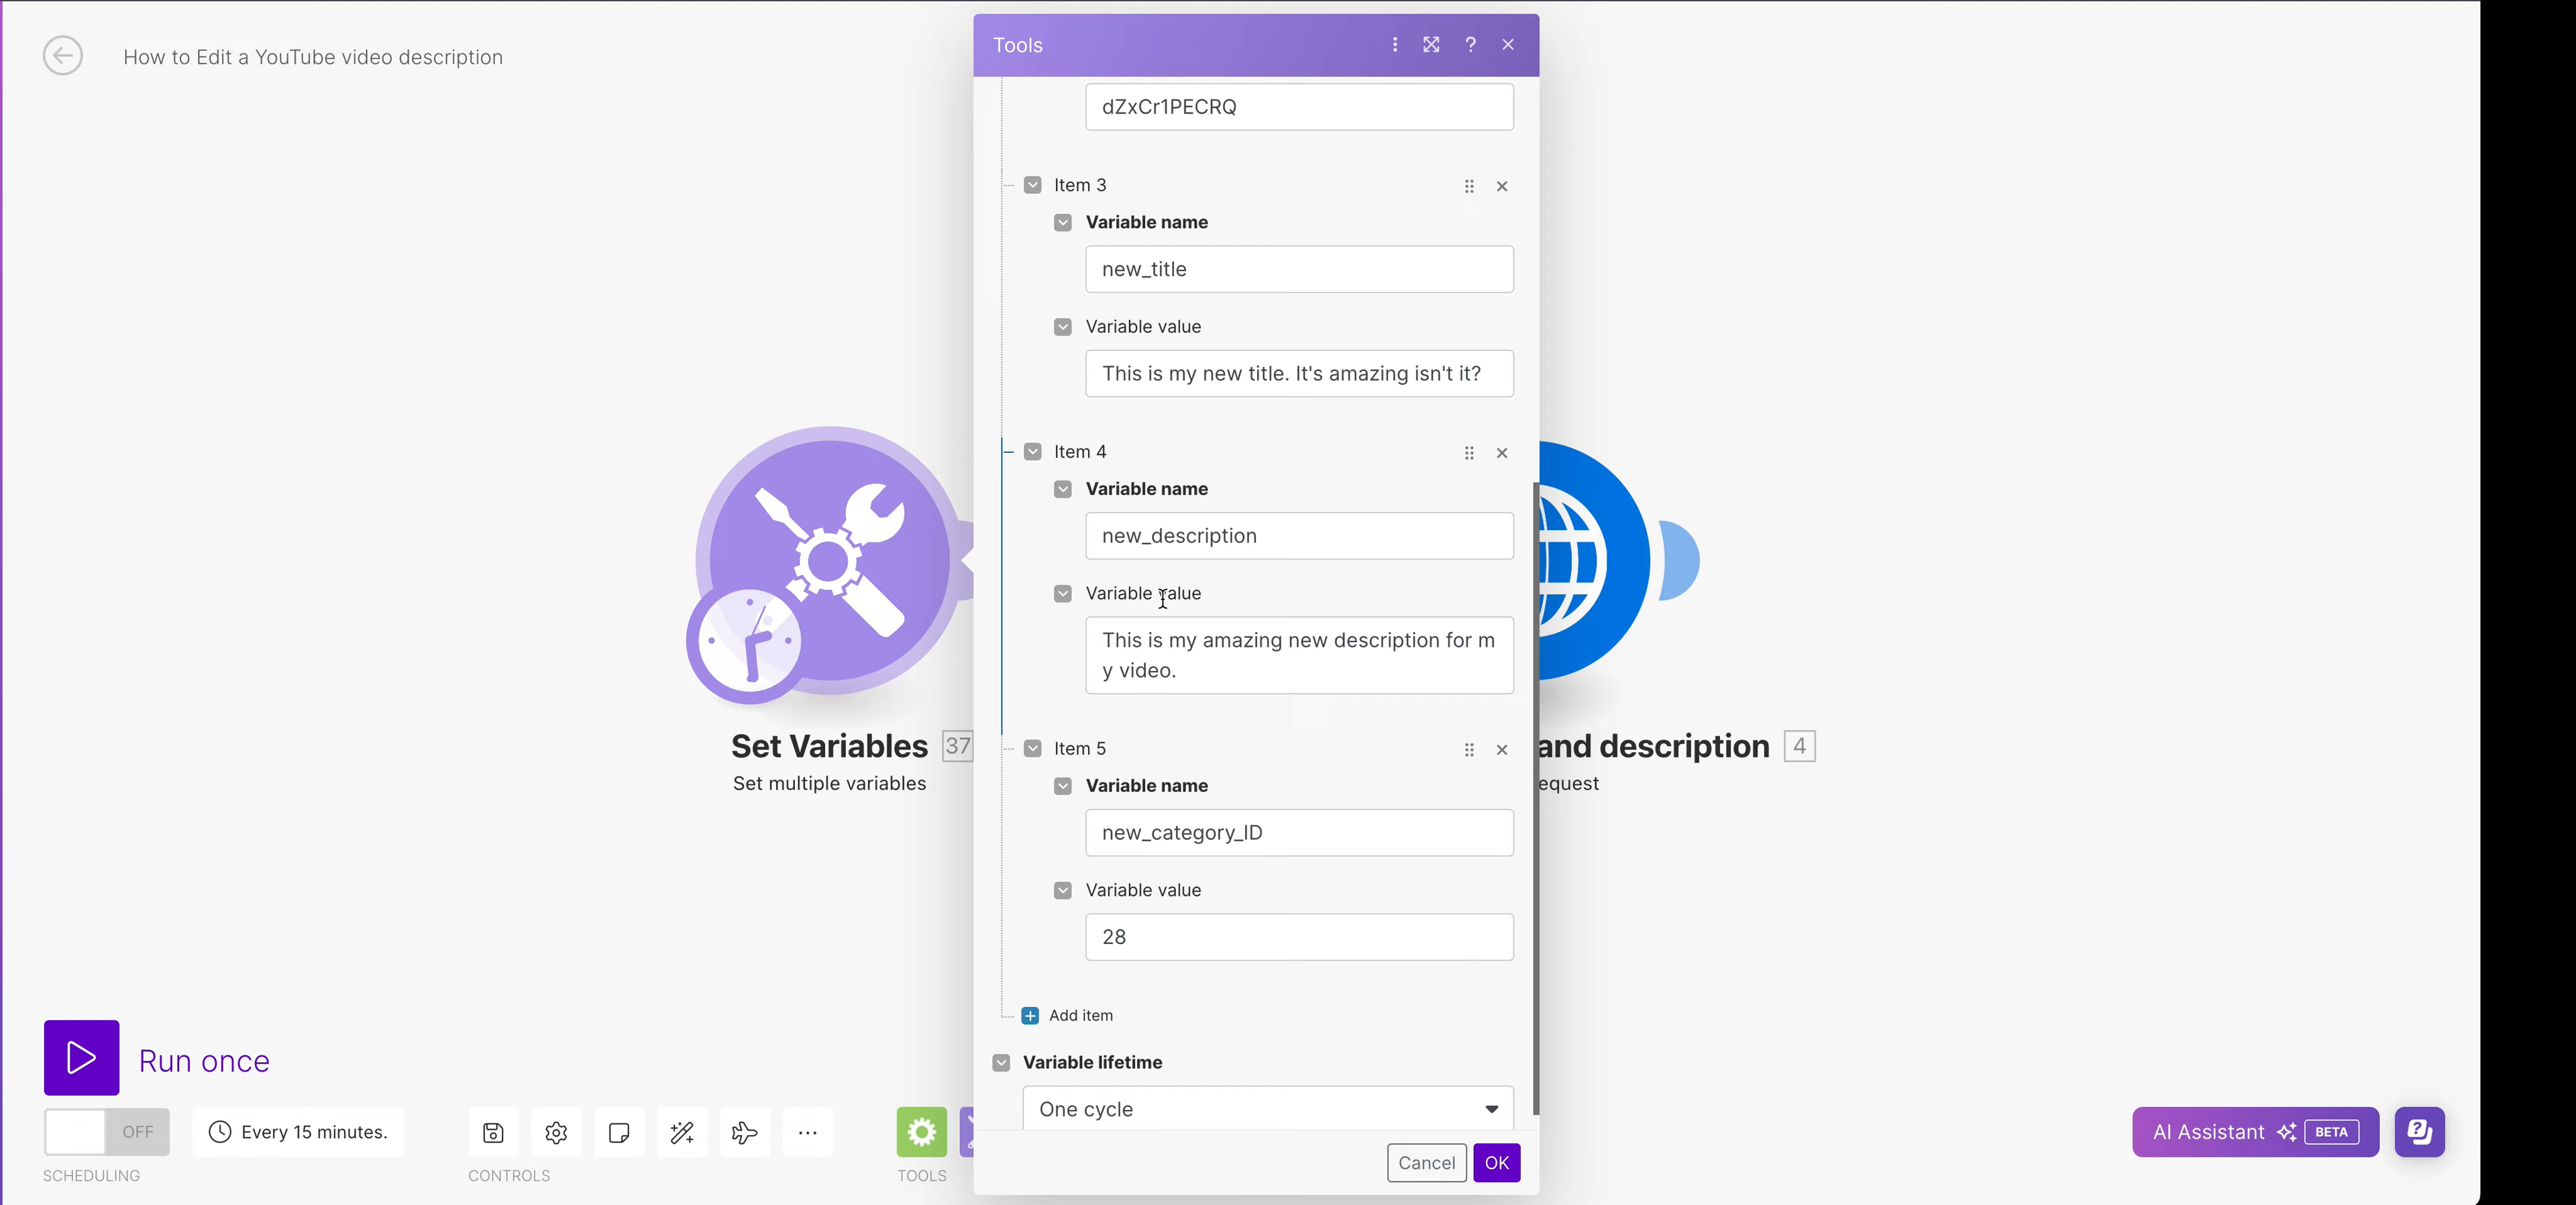 How to Edit a YouTube video description
Tools
dZxCr1PECRQ
Item 3
Variable name
new_title
Variable value
This is my new title. It's amazing isn't it?
Item 4
Variable name
new_description
Variable value
This is my amazing new description for m
y video.
Item 5
Variable name
new_category_ID
Variable value
28
Add item
Variable lifetime
One cycle
Cancel
OK
Set Variables 37
Set multiple variables
and description 4
equest
Run once
OFF
Every 15 minutes.
SCHEDULING
CONTROLS
TOOLS
AI Assistant BETA